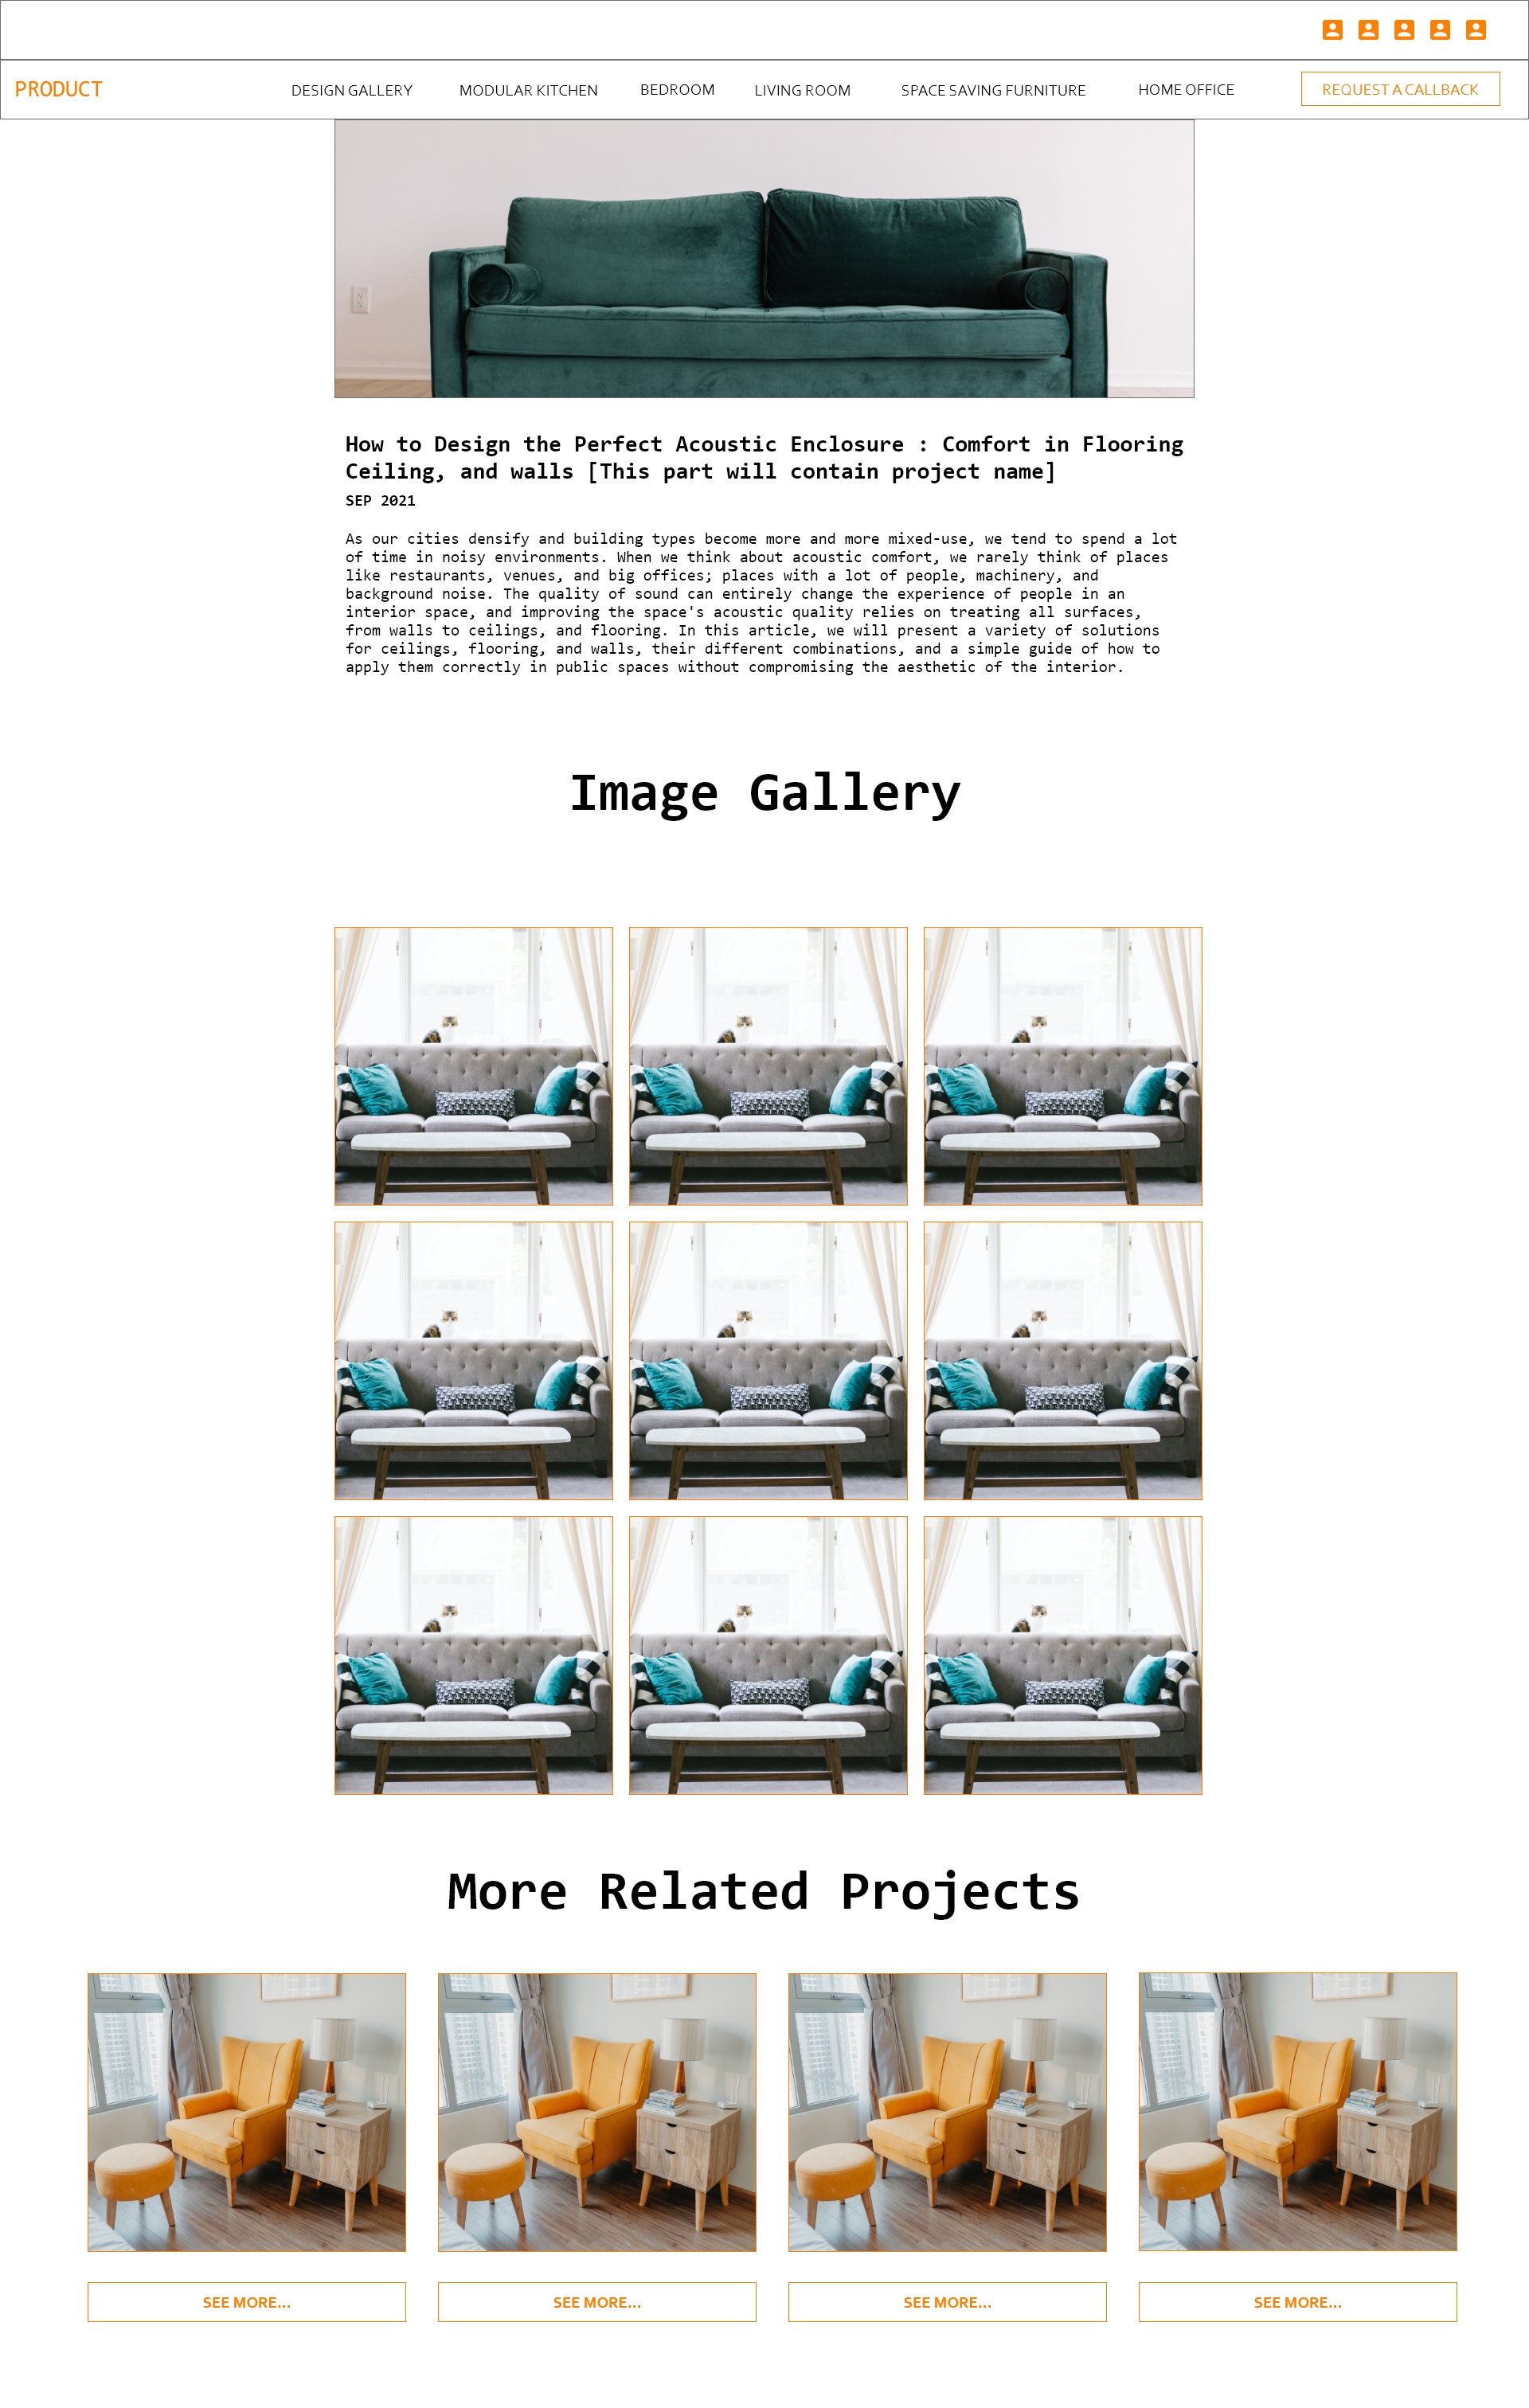 PRODUCT
DESIGN GALLERY
MODULAR KITCHEN
BEDROOM
LIVING ROOM
SPACE SAVING FURNITURE
HOME OFFICE
REQUEST A CALLBACK
How to Design the Perfect Acoustic Enclosure : Comfort in Flooring
Ceiling, and walls [This part will contain project name]
SEP 2021
As our cities densify and building types become more and more mixed-use, we tend to spend a lot
of time in noisy environments. When we think about acoustic comfort, we rarely think of places
like restaurants, venues, and big offices; places with a lot of people, machinery, and
background noise. The quality of sound can entirely change the experience of people in an
interior space, and improving the space's acoustic quality relies on treating all surfaces,
from walls to ceilings, and flooring. In this article, we will present a variety of solutions
for ceilings, flooring, and walls, their different combinations, and a simple guide of how to
apply them correctly in public spaces without compromising the aesthetic of the interior.
Image Gallery
More Related Projects
SEE MORE...
SEE MORE...
SEE MORE...
SEE MORE...